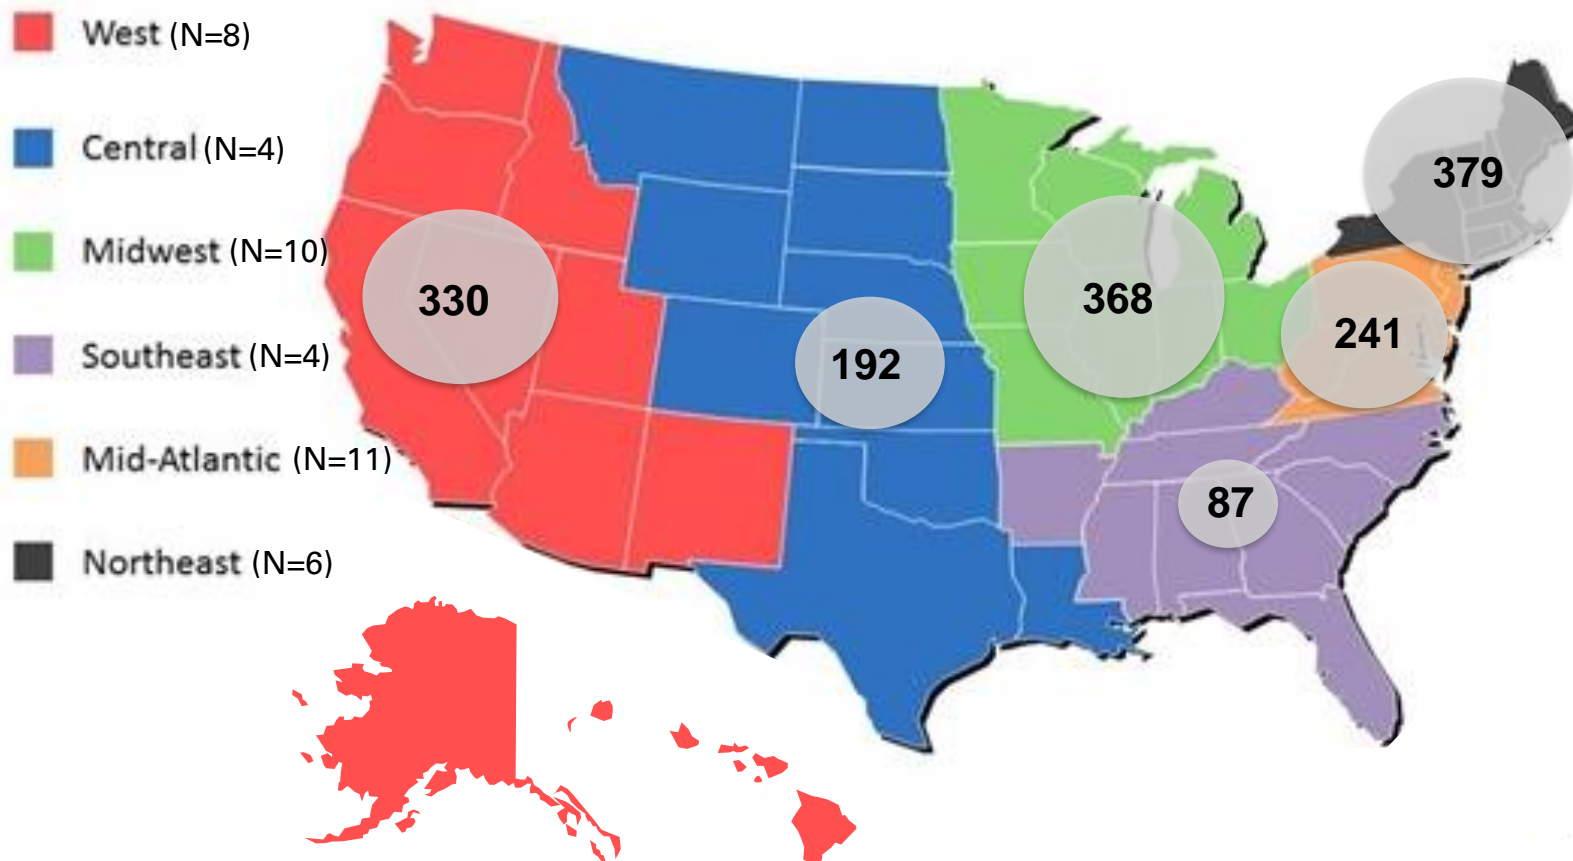 West (N=8)
Central (N=4)
Midwest (N=10)
Southeast (N=4)
Mid-Atlantic (N=11)
Northeast (N=6)
379
330
368
241
192
87